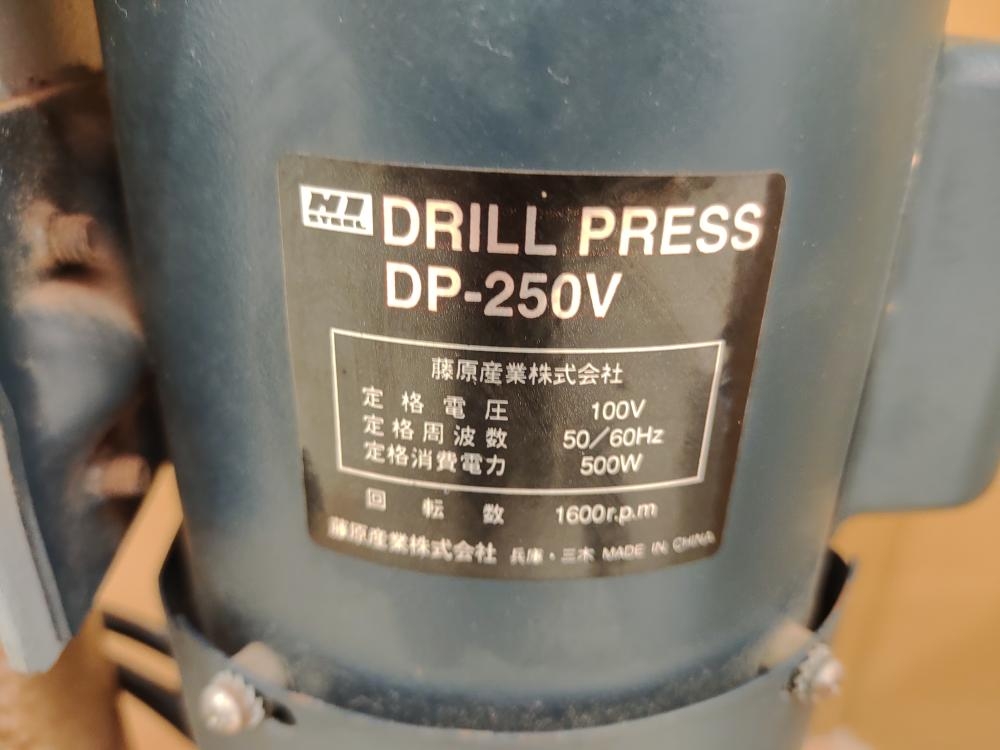 DRILL PRESS
DP-250V
藤原産業株式会社
定格電圧 100V
定格周波数 50/60Hz
定格消費電力 500W
回転数 1600r.p.m
藤原産業株式会社 兵庫・三木 MADE IN CHINA